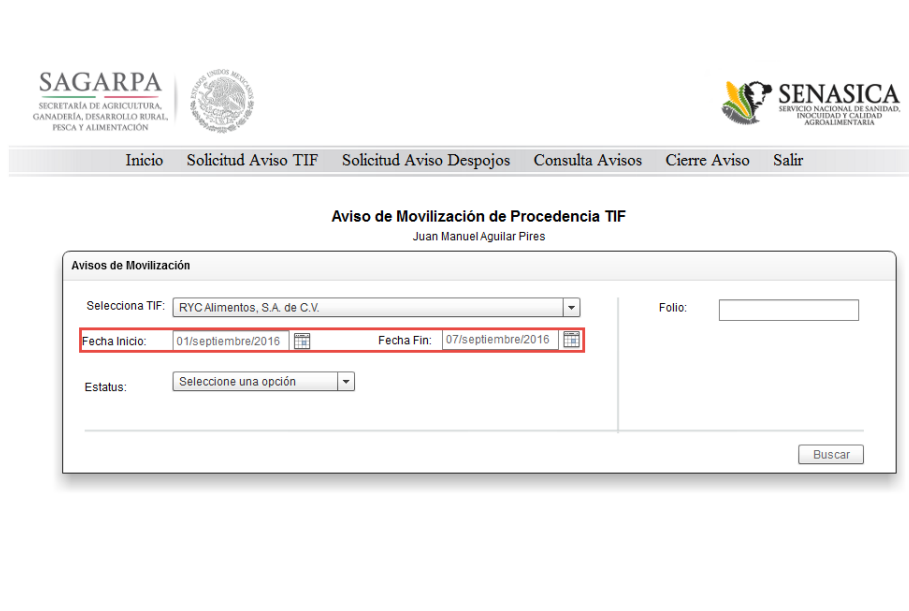 SAGARPA
SECRETARÍA DE AGRICULTURA,
GANADERÍA, DESARROLLO RURAL,
PESCA Y ALIMENTACIÓN
ESTADOS UNIDOS MEXICANOS
SENASICA
SERVICIO NACIONAL DE SANIDAD,
INOCUIDAD Y CALIDAD
AGROALIMENTARIA
Inicio Solicitud Aviso TIF Solicitud Aviso Despojos Consulta Avisos Cierre Aviso Salir
Aviso de Movilización de Procedencia TIF
Juan Manuel Aguilar Pires
Avisos de Movilización
Selecciona TIF: RYC Alimentos, S.A. de C.V. Folio:
Fecha Inicio: 01/septiembre/2016 Fecha Fin: 07/septiembre/2016
Estatus: Seleccione una opción
Buscar